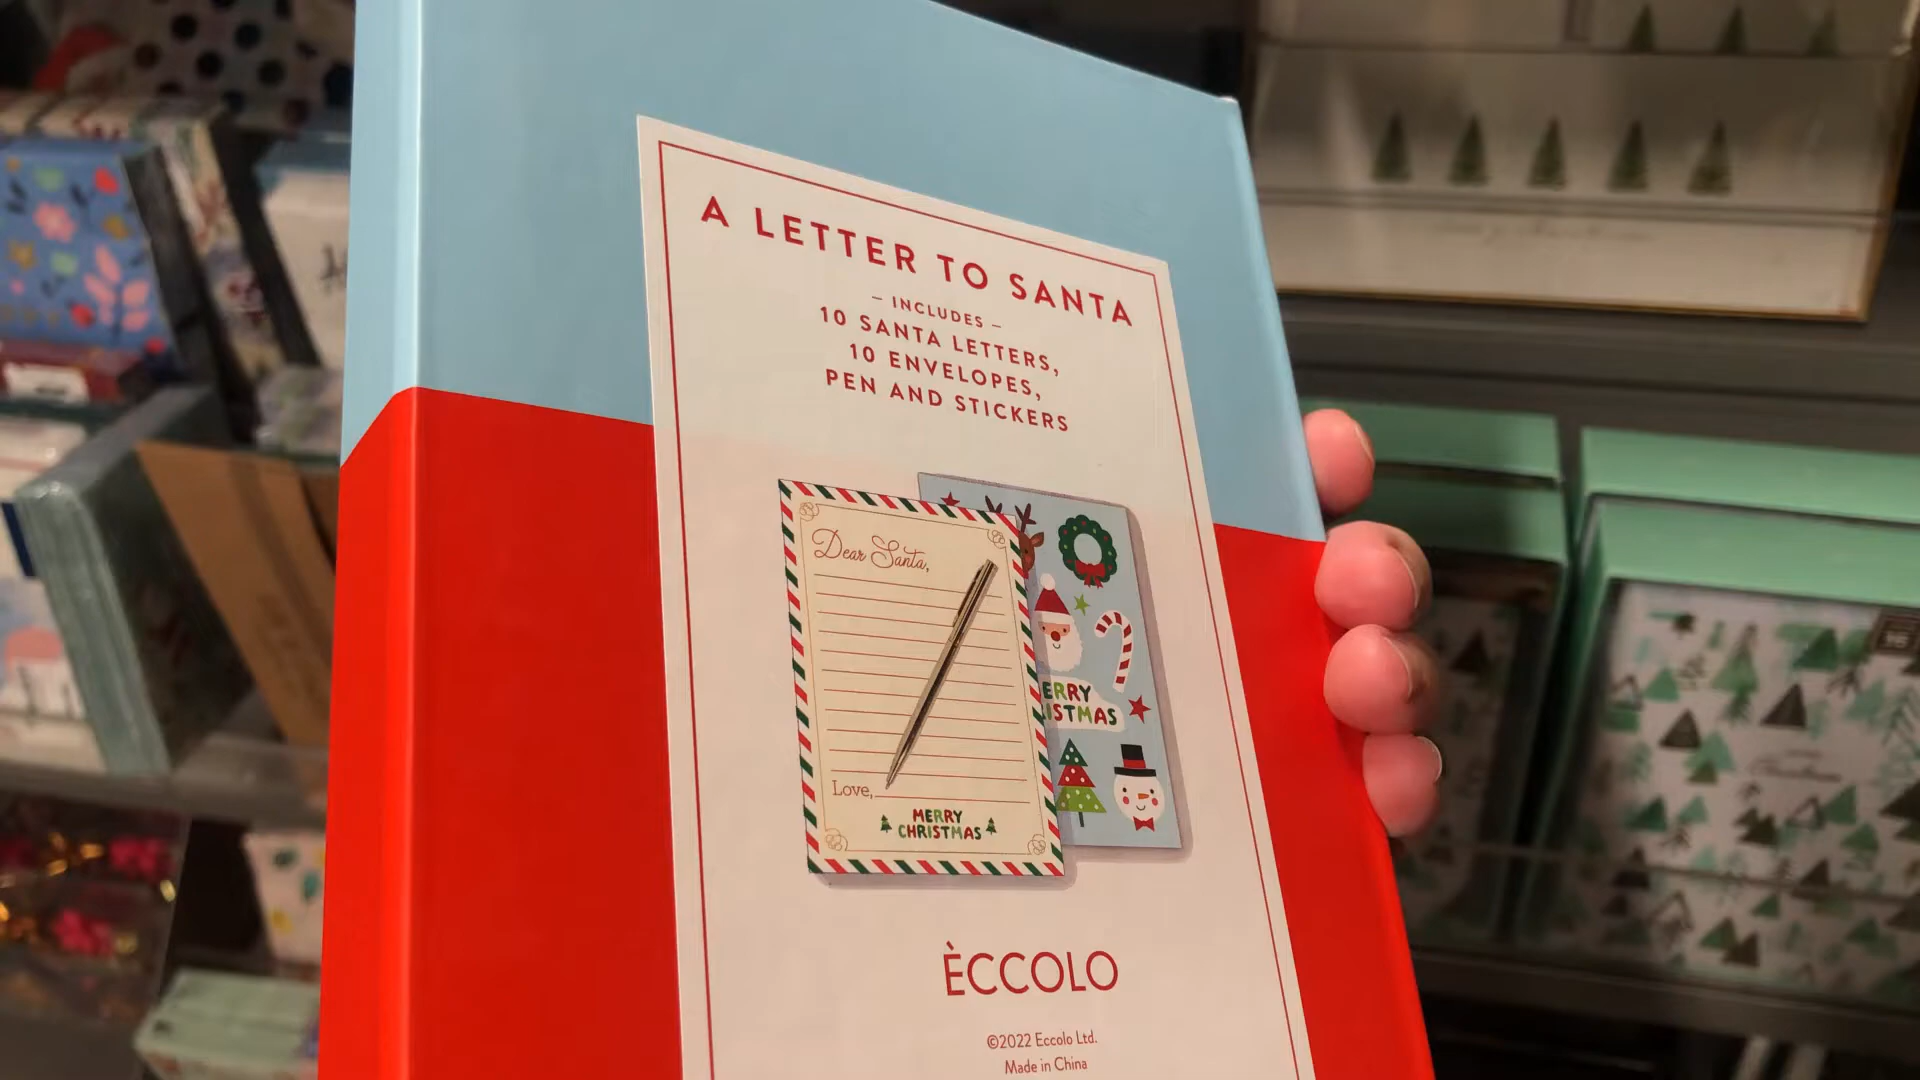 A LETTER TO SANTA
– INCLUDES –
10 SANTA LETTERS,
10 ENVELOPES,
PEN AND STICKERS
Dear Santa,
Love,
MERRY
CHRISTMAS
ERRY
ISTMAS
ÈCCOLO
©2022 Eccolo Ltd.
Made in China
16